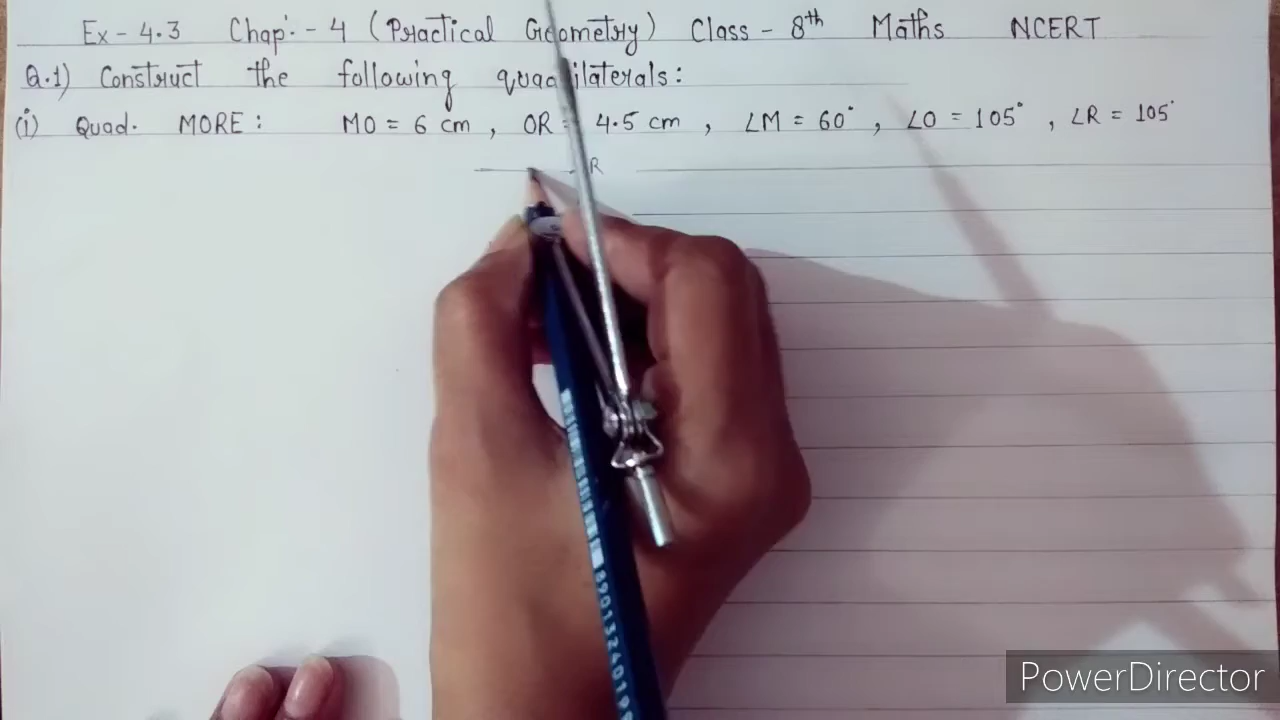 Ex - 4.3 Chap: - 4 (Practical Geometry) Class - 8th Maths NCERT
Q.1) Construct the following quadrilaterals:
(i) Quad. MORE: MO = 6 cm, OR = 4.5 cm, ∠M = 60°, ∠O = 105°, ∠R = 105°
R
8901324019
PowerDirector